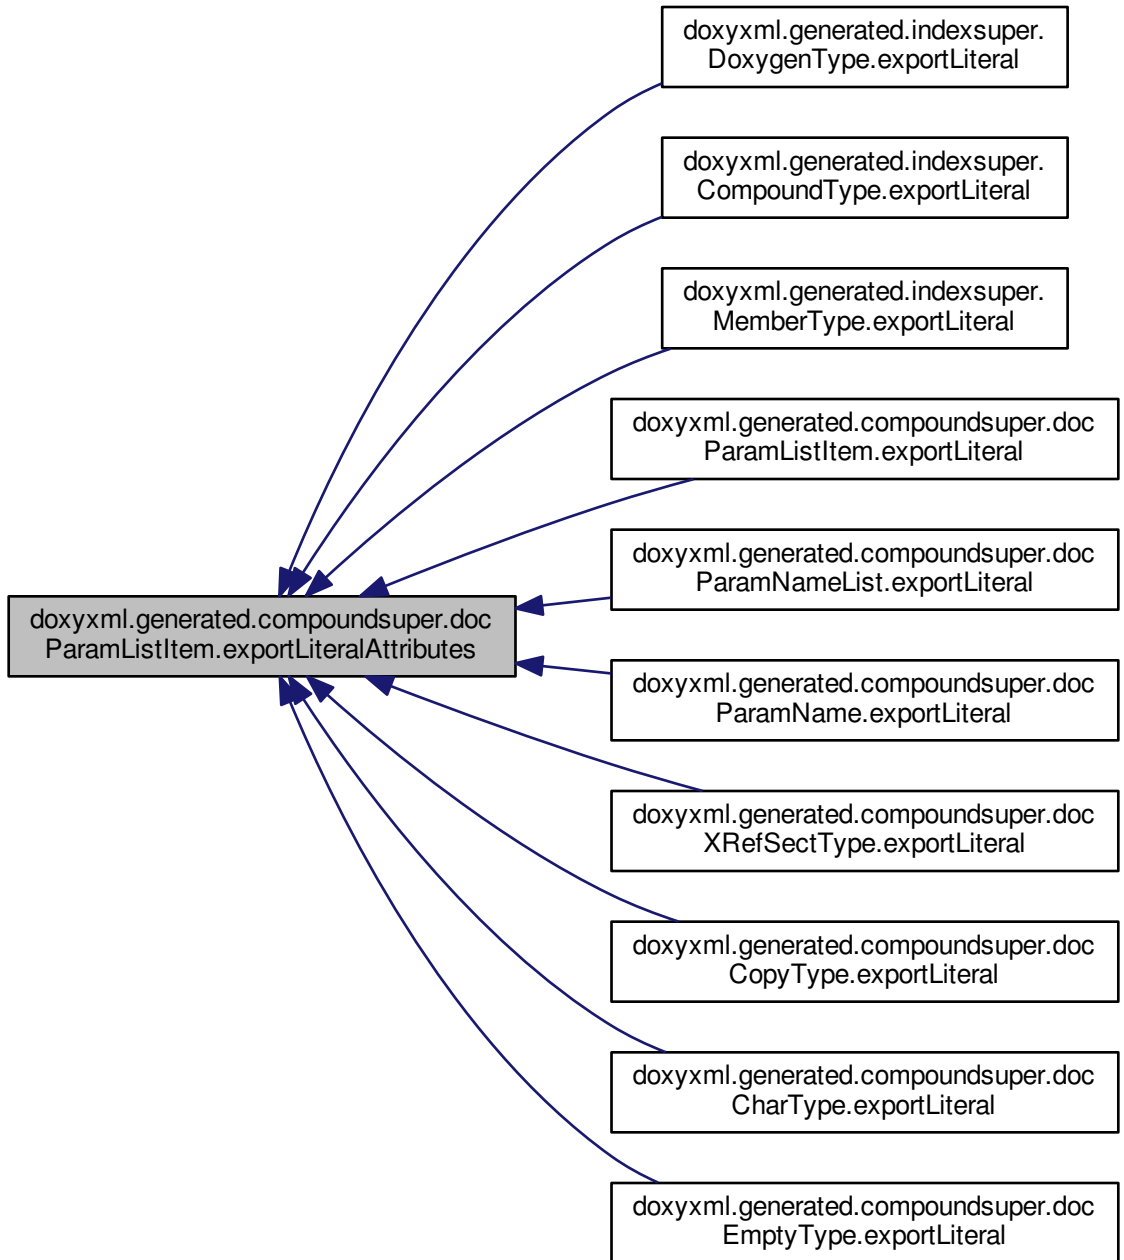 doxyxml.generated.indexsuper.
DoxygenType.exportLiteral
doxyxml.generated.indexsuper.
CompoundType.exportLiteral
doxyxml.generated.indexsuper.
MemberType.exportLiteral
doxyxml.generated.compoundsuper.doc
ParamListItem.exportLiteral
doxyxml.generated.compoundsuper.doc
ParamNameList.exportLiteral
doxyxml.generated.compoundsuper.doc
ParamListItem.exportLiteralAttributes
doxyxml.generated.compoundsuper.doc
ParamName.exportLiteral
doxyxml.generated.compoundsuper.doc
XRefSectType.exportLiteral
doxyxml.generated.compoundsuper.doc
CopyType.exportLiteral
doxyxml.generated.compoundsuper.doc
CharType.exportLiteral
doxyxml.generated.compoundsuper.doc
EmptyType.exportLiteral